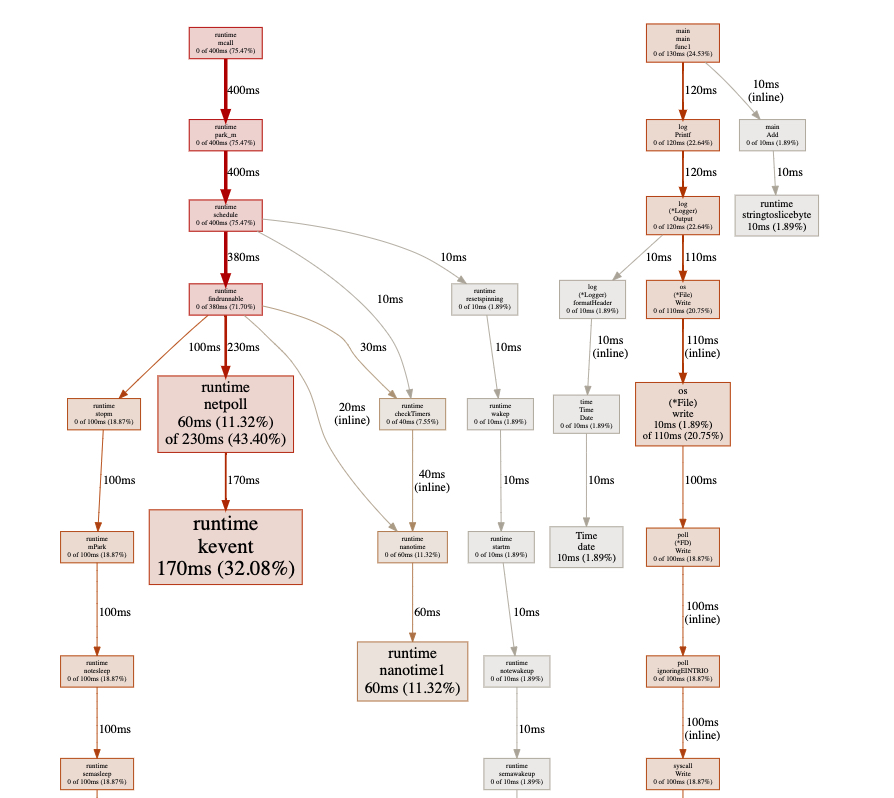 runtime
mcall
0 of 400ms (75.47%)
main
main
func1
0 of 130ms (24.53%)
400ms
120ms
10ms
(inline)
runtime
park_m
0 of 400ms (75.47%)
log
Printf
0 of 120ms (22.64%)
main
Add
0 of 10ms (1.89%)
400ms
120ms
10ms
runtime
schedule
0 of 400ms (75.47%)
log
(*Logger)
Output
0 of 120ms (22.64%)
runtime
stringtoslicebyte
10ms (1.89%)
380ms
10ms
10ms
10ms
110ms
runtime
findrunnable
0 of 380ms (71.70%)
runtime
resetspinning
0 of 10ms (1.89%)
log
(*Logger)
formatHeader
0 of 10ms (1.89%)
os
(*File)
Write
0 of 110ms (20.75%)
100ms
230ms
30ms
20ms
(inline)
10ms
10ms
(inline)
110ms
(inline)
runtime
stopm
0 of 100ms (18.87%)
runtime
netpoll
60ms (11.32%)
of 230ms (43.40%)
runtime
checkTimers
0 of 40ms (7.55%)
runtime
wakep
0 of 10ms (1.89%)
time
Time
Date
0 of 10ms (1.89%)
os
(*File)
write
10ms (1.89%)
of 110ms (20.75%)
100ms
170ms
40ms
(inline)
10ms
10ms
100ms
runtime
mPark
0 of 100ms (18.87%)
runtime
kevent
170ms (32.08%)
runtime
nanotime
0 of 60ms (11.32%)
runtime
startm
0 of 10ms (1.89%)
Time
date
10ms (1.89%)
poll
(*FD)
Write
0 of 100ms (18.87%)
100ms
60ms
10ms
100ms
(inline)
runtime
notesleep
0 of 100ms (18.87%)
runtime
nanotime1
60ms (11.32%)
runtime
notewakeup
0 of 10ms (1.89%)
poll
ignoringEINTRIO
0 of 100ms (18.87%)
100ms
10ms
100ms
(inline)
runtime
semasleep
0 of 100ms (18.87%)
runtime
semawakeup
0 of 10ms (1.89%)
syscall
Write
0 of 100ms (18.87%)